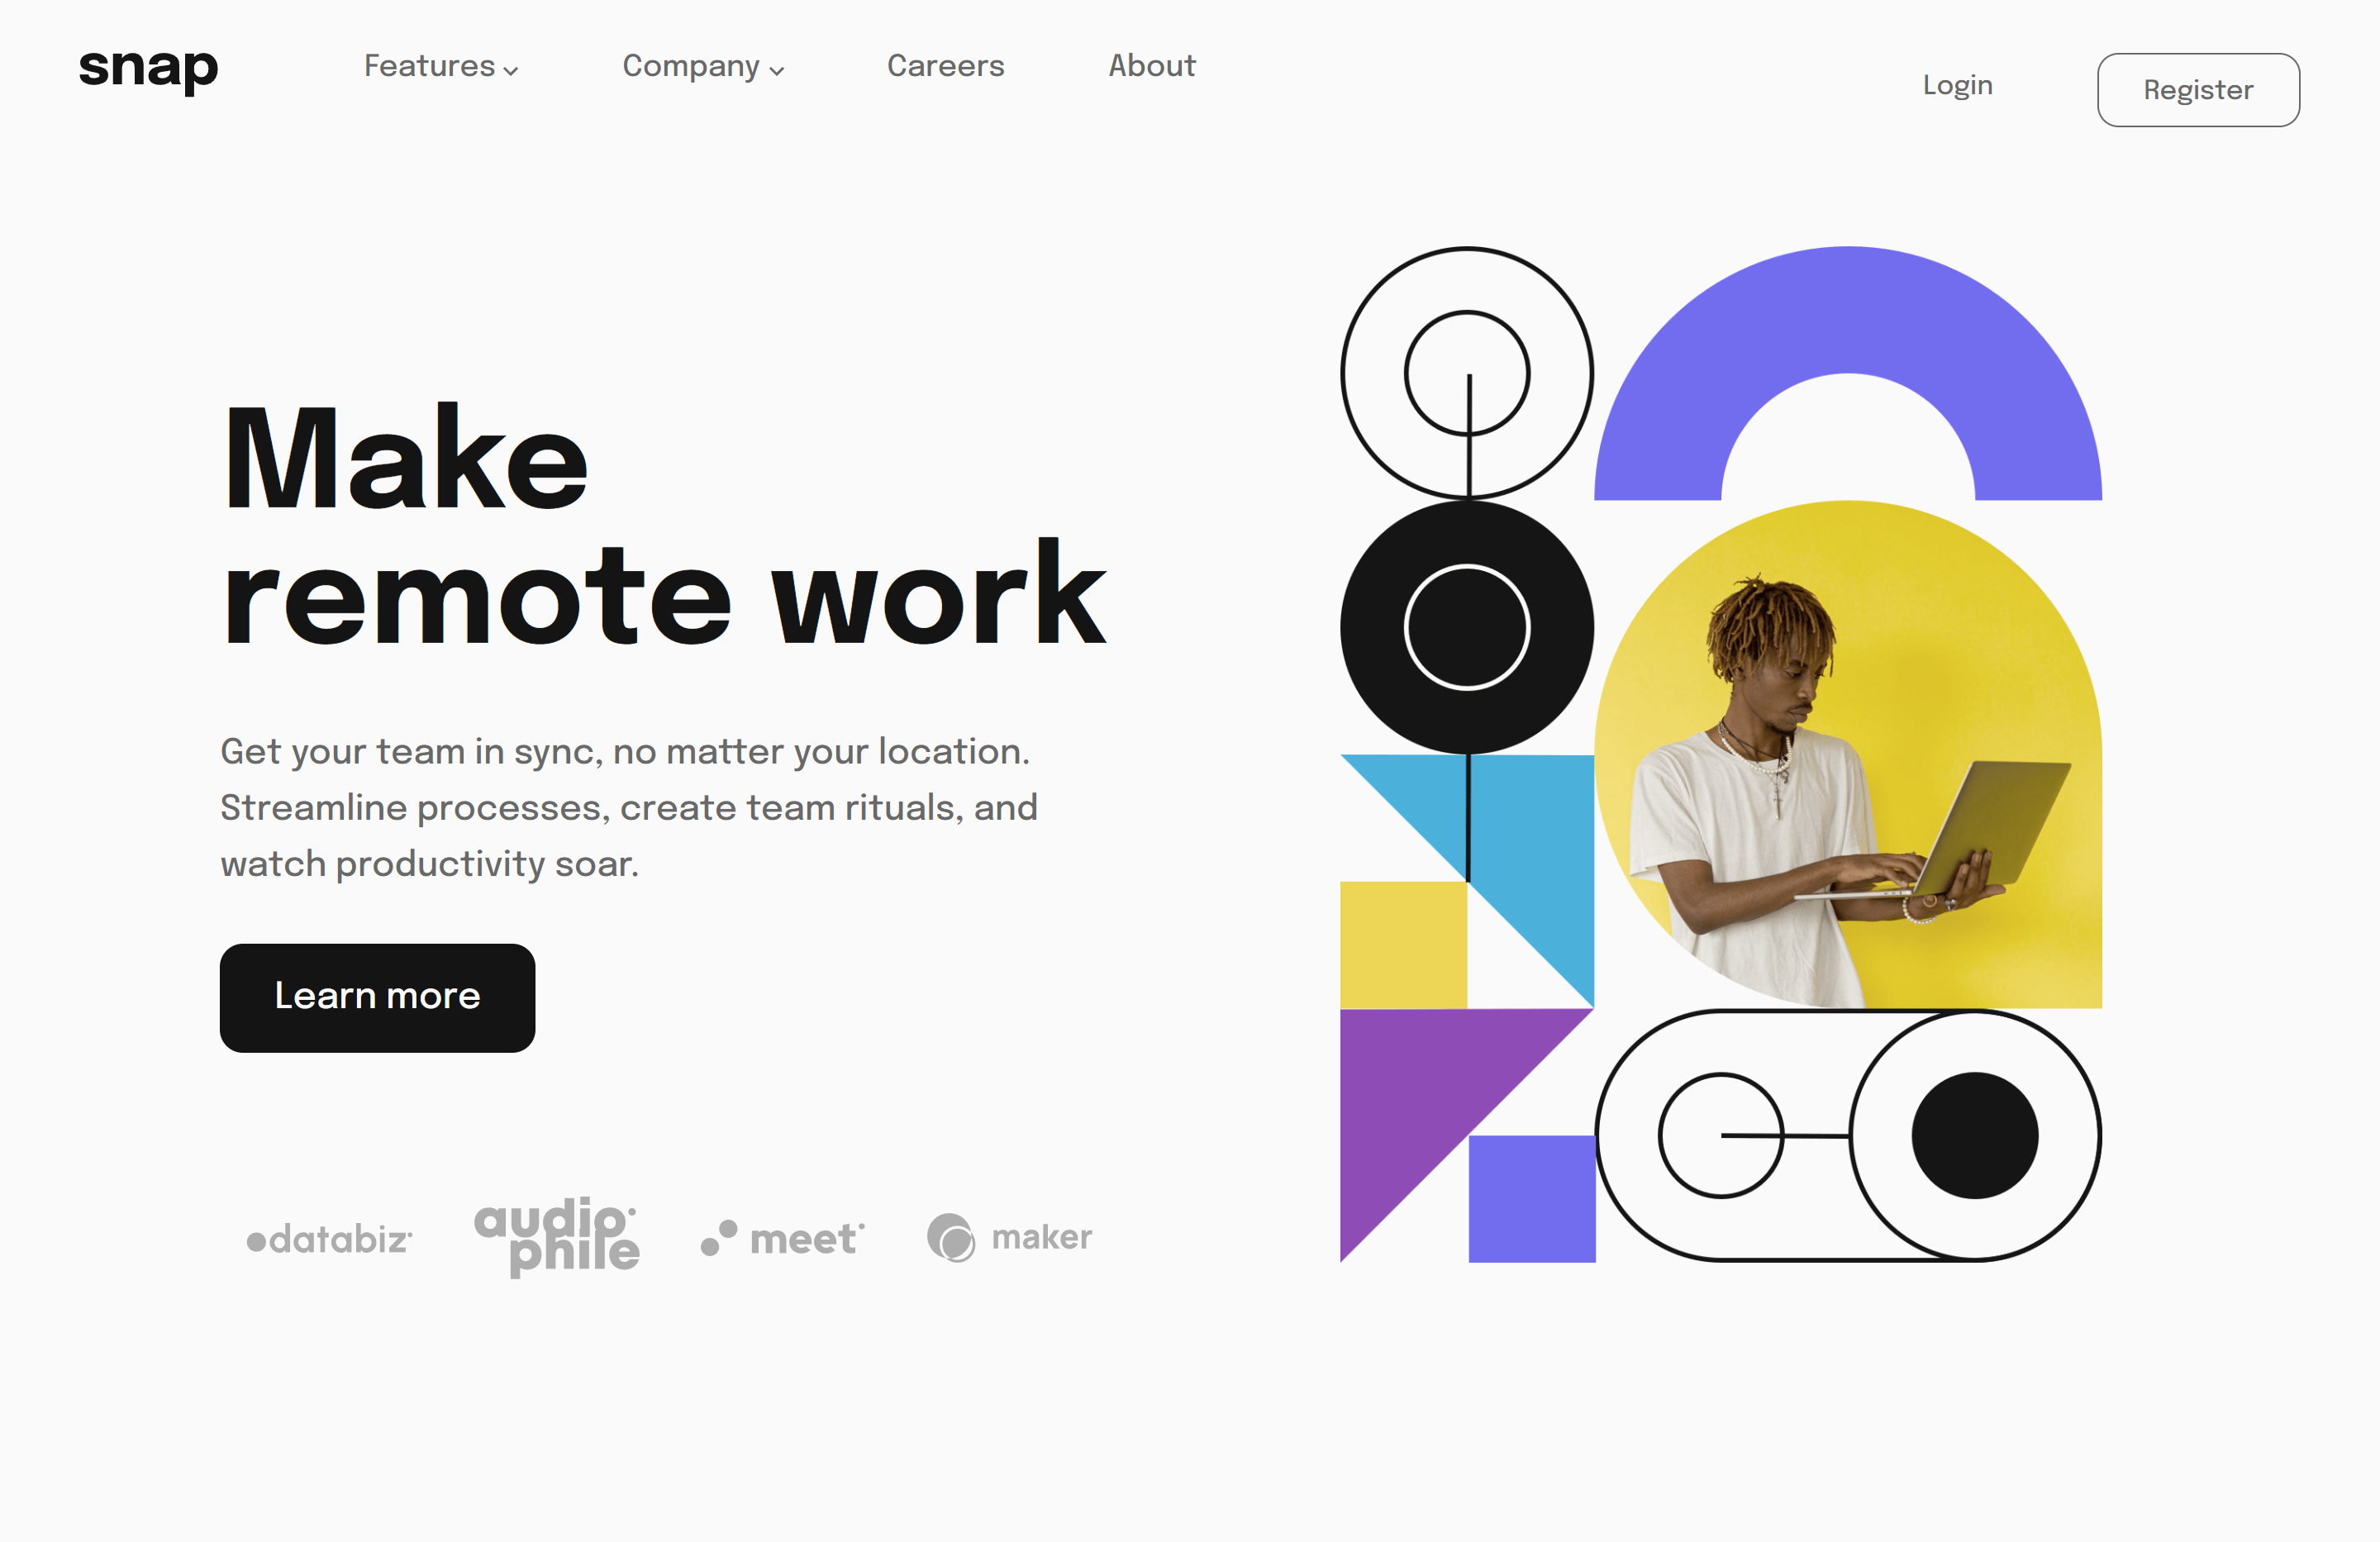 snap Features Company Careers About Login Register
Make
remote work
Get your team in sync, no matter your location.
Streamline processes, create team rituals, and
watch productivity soar.
Learn more
databiz audiophile meet maker